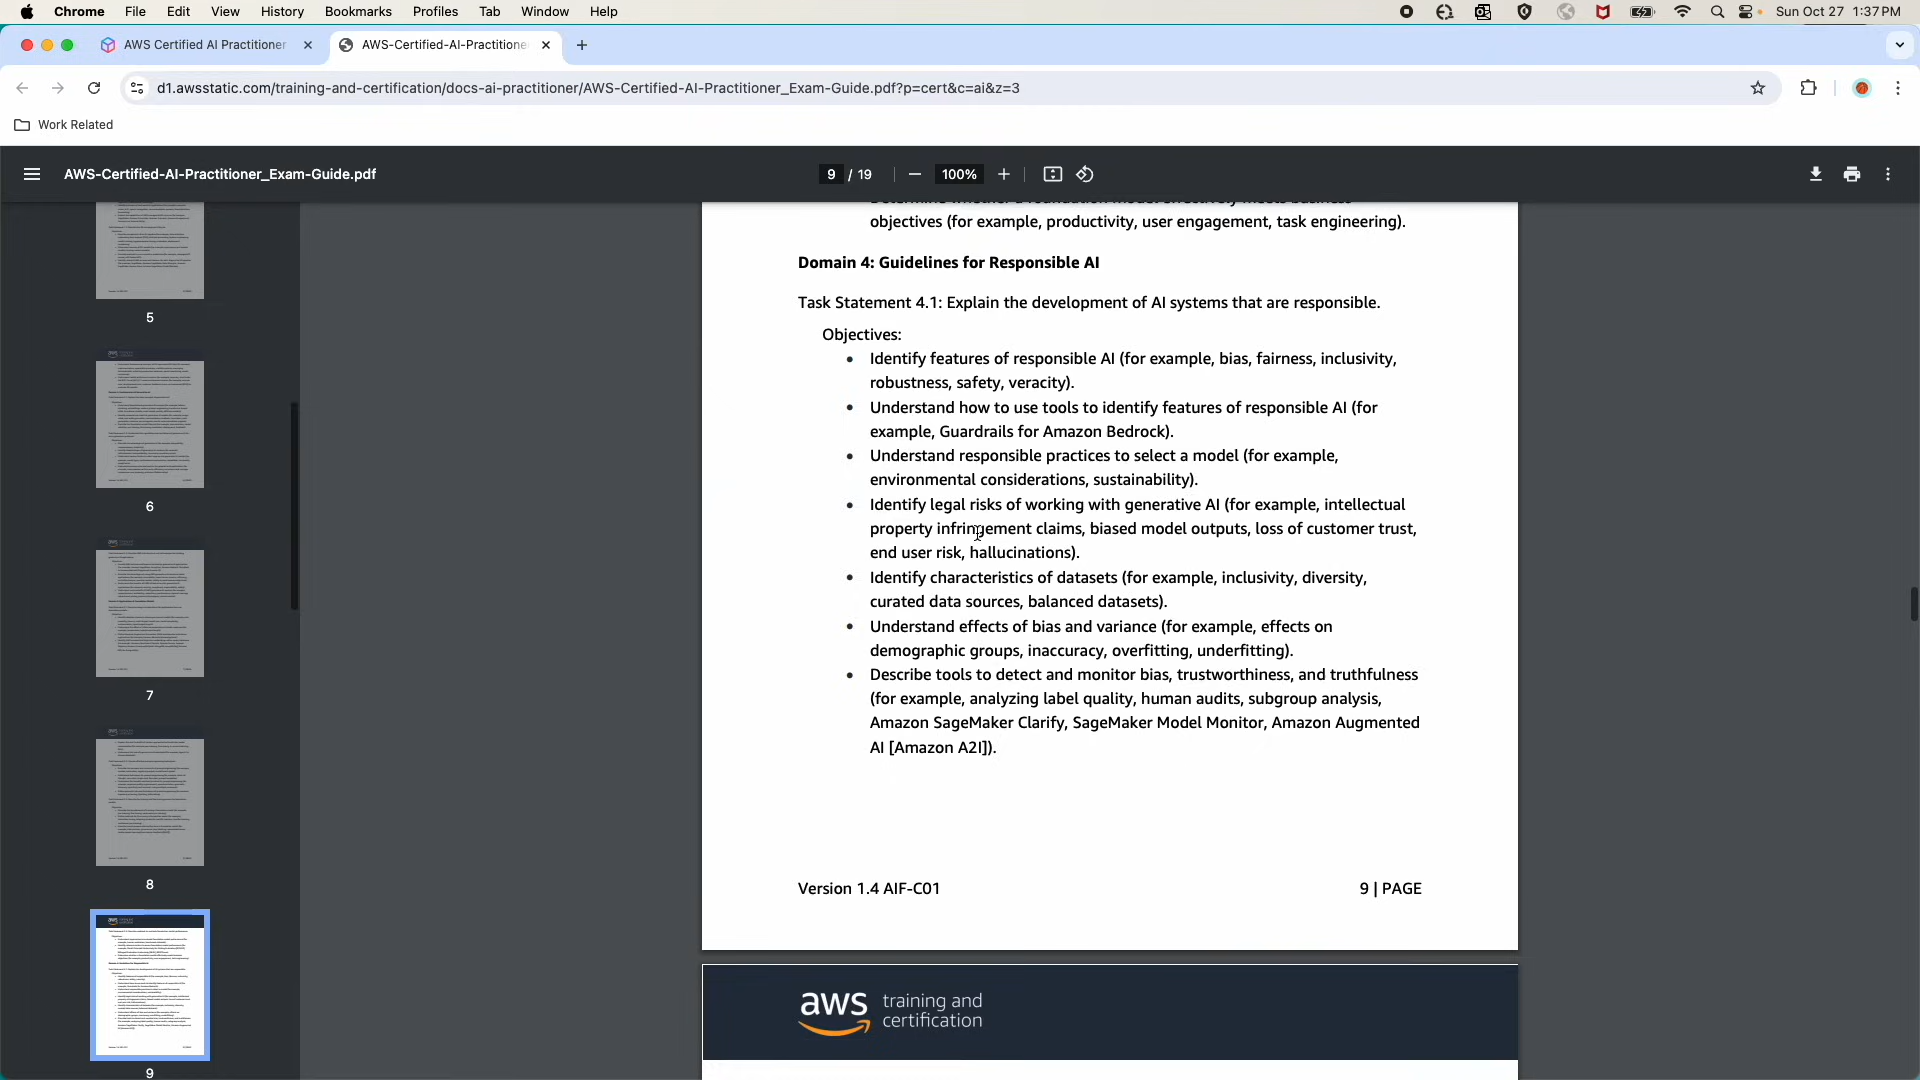 Chrome File Edit View History Bookmarks Profiles Tab Window Help Sun Oct 27 1:37 PM
AWS Certified AI Practitioner AWS-Certified-AI-Practitione
d1.awsstatic.com/training-and-certification/docs-ai-practitioner/AWS-Certified-AI-Practitioner_Exam-Guide.pdf?p=cert&c=ai&z=3
Work Related
AWS-Certified-AI-Practitioner_Exam-Guide.pdf 9 / 19 100%
objectives (for example, productivity, user engagement, task engineering).
Domain 4: Guidelines for Responsible AI
Task Statement 4.1: Explain the development of AI systems that are responsible.
Objectives:
• Identify features of responsible AI (for example, bias, fairness, inclusivity,
robustness, safety, veracity).
• Understand how to use tools to identify features of responsible AI (for
example, Guardrails for Amazon Bedrock).
• Understand responsible practices to select a model (for example,
environmental considerations, sustainability).
• Identify legal risks of working with generative AI (for example, intellectual
property infringement claims, biased model outputs, loss of customer trust,
end user risk, hallucinations).
• Identify characteristics of datasets (for example, inclusivity, diversity,
curated data sources, balanced datasets).
• Understand effects of bias and variance (for example, effects on
demographic groups, inaccuracy, overfitting, underfitting).
• Describe tools to detect and monitor bias, trustworthiness, and truthfulness
(for example, analyzing label quality, human audits, subgroup analysis,
Amazon SageMaker Clarify, SageMaker Model Monitor, Amazon Augmented
AI [Amazon A2I]).
Version 1.4 AIF-C01 9 | PAGE
aws training and
certification
5
6
7
8
9